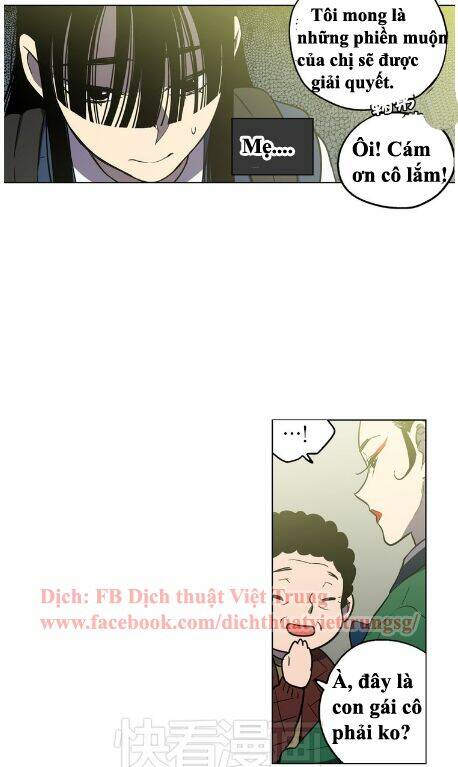 Tôi mong là
những phiền muộn
của chị sẽ được
giải quyết.
Mẹ....
Ôi! Cám
ơn cô lắm!
...!
Dịch: FB Dịch thuật Việt Trung
www.facebook.com/dichthoatviettrungsg/
À, đây là
con gái cô
phải ko?
快看漫画